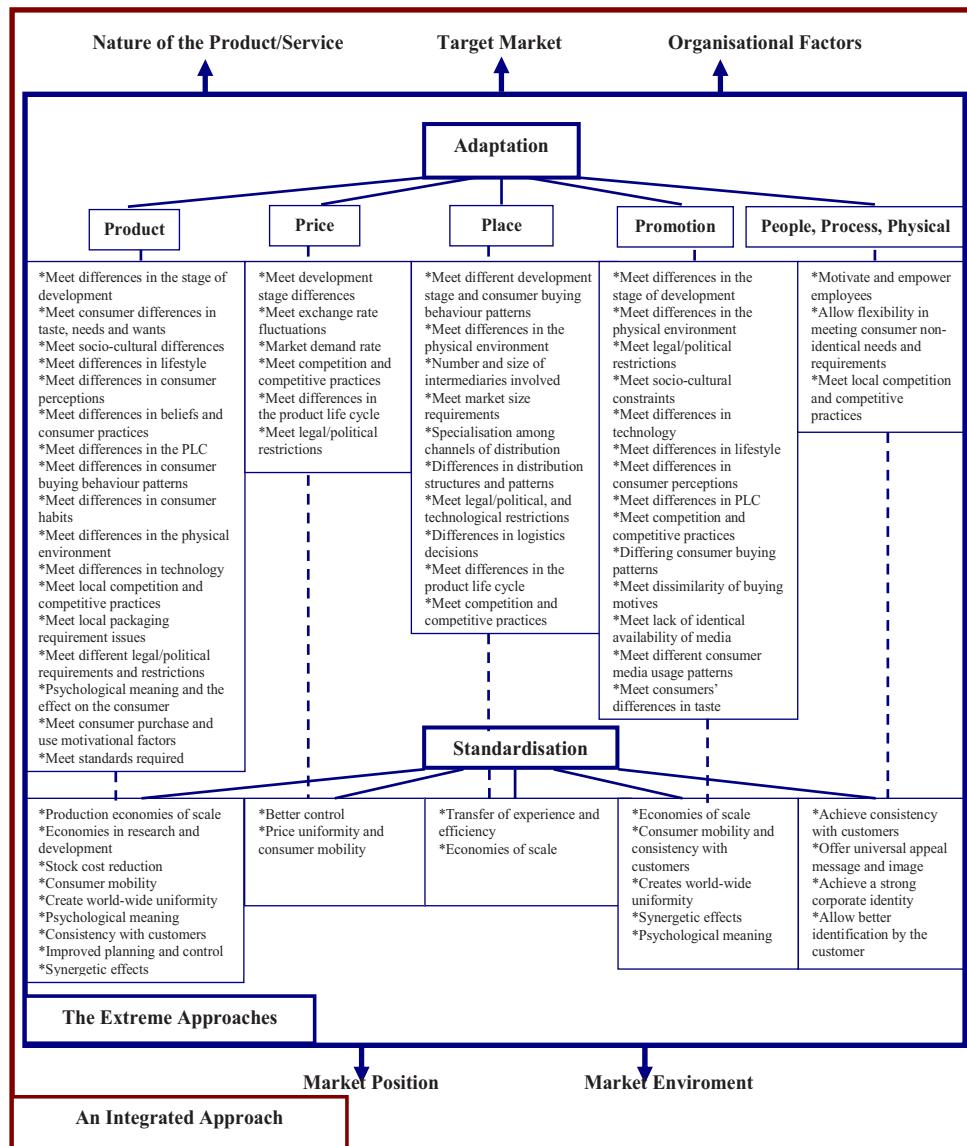 Nature of the Product/Service
Target Market
Organisational Factors
Adaptation
Product
Price
Place
Promotion
People, Process, Physical
*Meet differences in the stage of
development
*Meet consumer differences in
taste, needs and wants
*Meet socio-cultural differences
*Meet differences in lifestyle
*Meet differences in consumer
perceptions
*Meet differences in beliefs and
consumer practices
*Meet differences in the PLC
*Meet differences in consumer
buying behaviour patterns
*Meet differences in consumer
habits
*Meet differences in the physical
environment
*Meet differences in technology
*Meet local competition and
competitive practices
*Meet local packaging
requirement issues
*Meet different legal/political
requirements and restrictions
*Psychological meaning and the
effect on the consumer
*Meet consumer purchase and
use motivational factors
*Meet standards required
*Meet development
stage differences
*Meet exchange rate
fluctuations
*Market demand rate
*Meet competition and
competitive practices
*Meet differences in
the product life cycle
*Meet legal/political
restrictions
*Meet different development
stage and consumer buying
behaviour patterns
*Meet differences in the
physical environment
*Number and size of
intermediaries involved
*Meet market size
requirements
*Specialisation among
channels of distribution
*Differences in distribution
structures and patterns
*Meet legal/political, and
technological restrictions
*Differences in logistics
decisions
*Meet differences in the
product life cycle
*Meet competition and
competitive practices
*Meet differences in the
stage of development
*Meet differences in the
physical environment
*Meet legal/political
restrictions
*Meet socio-cultural
constraints
*Meet differences in
technology
*Meet differences in lifestyle
*Meet differences in
consumer perceptions
*Meet differences in PLC
*Meet competition and
competitive practices
*Differing consumer buying
patterns
*Meet dissimilarity of buying
motives
*Meet lack of identical
availability of media
*Meet different consumer
media usage patterns
*Meet consumers’
differences in taste
*Motivate and empower
employees
*Allow flexibility in
meeting consumer non-
identical needs and
requirements
*Meet local competition
and competitive
practices
Standardisation
*Production economies of scale
*Economies in research and
development
*Stock cost reduction
*Consumer mobility
*Create world-wide uniformity
*Psychological meaning
*Consistency with customers
*Improved planning and control
*Synergetic effects
*Better control
*Price uniformity and
consumer mobility
*Transfer of experience and
efficiency
*Economies of scale
*Economies of scale
*Consumer mobility and
consistency with
customers
*Creates world-wide
uniformity
*Synergetic effects
*Psychological meaning
*Achieve consistency
with customers
*Offer universal appeal
message and image
*Achieve a strong
corporate identity
*Allow better
identification by the
customer
The Extreme Approaches
Market Position
Market Enviroment
An Integrated Approach